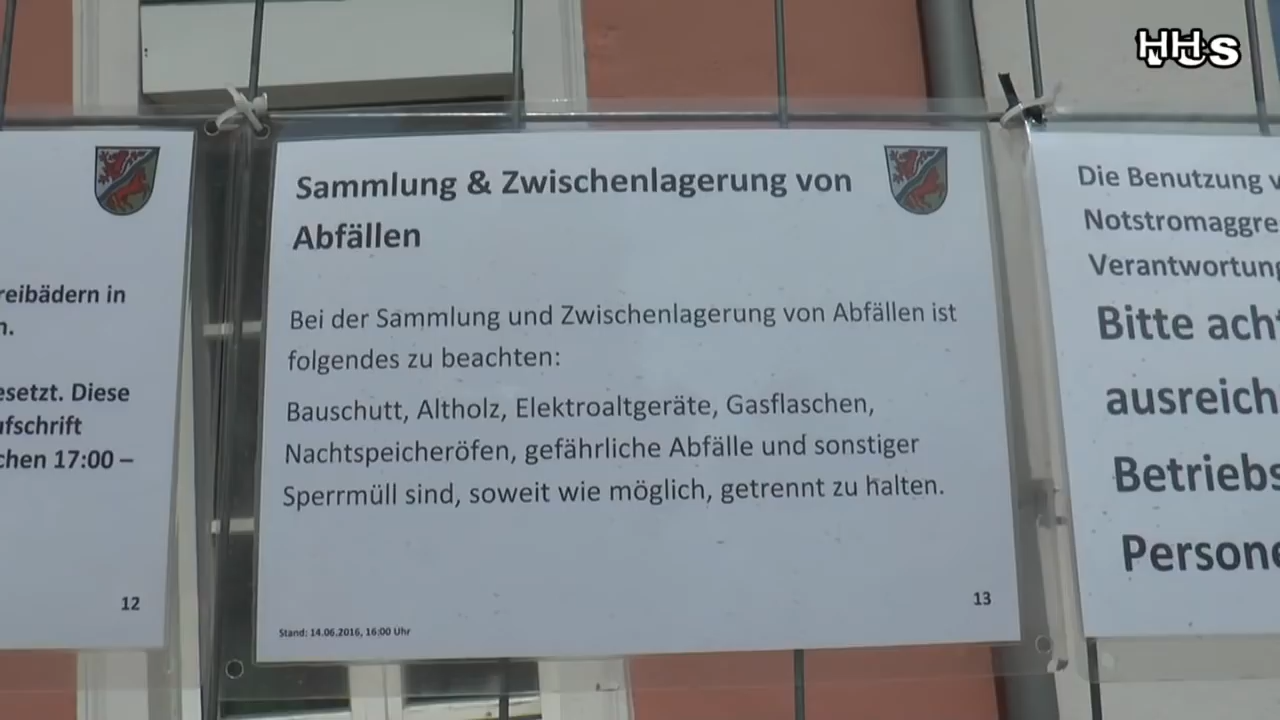 HHS
reibädern in
n.
esetzt. Diese
ufschrift
chen 17:00 –
12
Sammlung & Zwischenlagerung von
Abfällen
Bei der Sammlung und Zwischenlagerung von Abfällen ist
folgendes zu beachten:
Bauschutt, Altholz, Elektroaltgeräte, Gasflaschen,
Nachtspeicheröfen, gefährliche Abfälle und sonstiger
Sperrmüll sind, soweit wie möglich, getrennt zu halten.
13
Stand: 14.06.2016, 16:00 Uhr
Die Benutzung v
Notstromaggre
Verantwortung
Bitte ach
ausreich
Betriebs
Persone